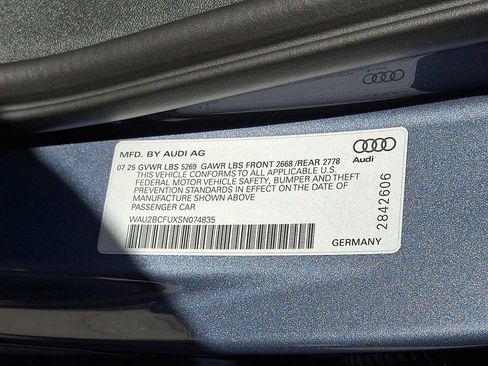 MFD. BY AUDI AG
07 25 GVWR LBS 5269 GAWR LBS FRONT 2668 /REAR 2778
THIS VEHICLE CONFORMS TO ALL APPLICABLE U.S.
FEDERAL MOTOR VEHICLE SAFETY, BUMPER AND THEFT
PREVENTION STANDARDS IN EFFECT ON THE DATE OF
MANUFACTURE SHOWN ABOVE
PASSENGER CAR
WAU2BCFUXSN074835
Audi
2842606
GERMANY